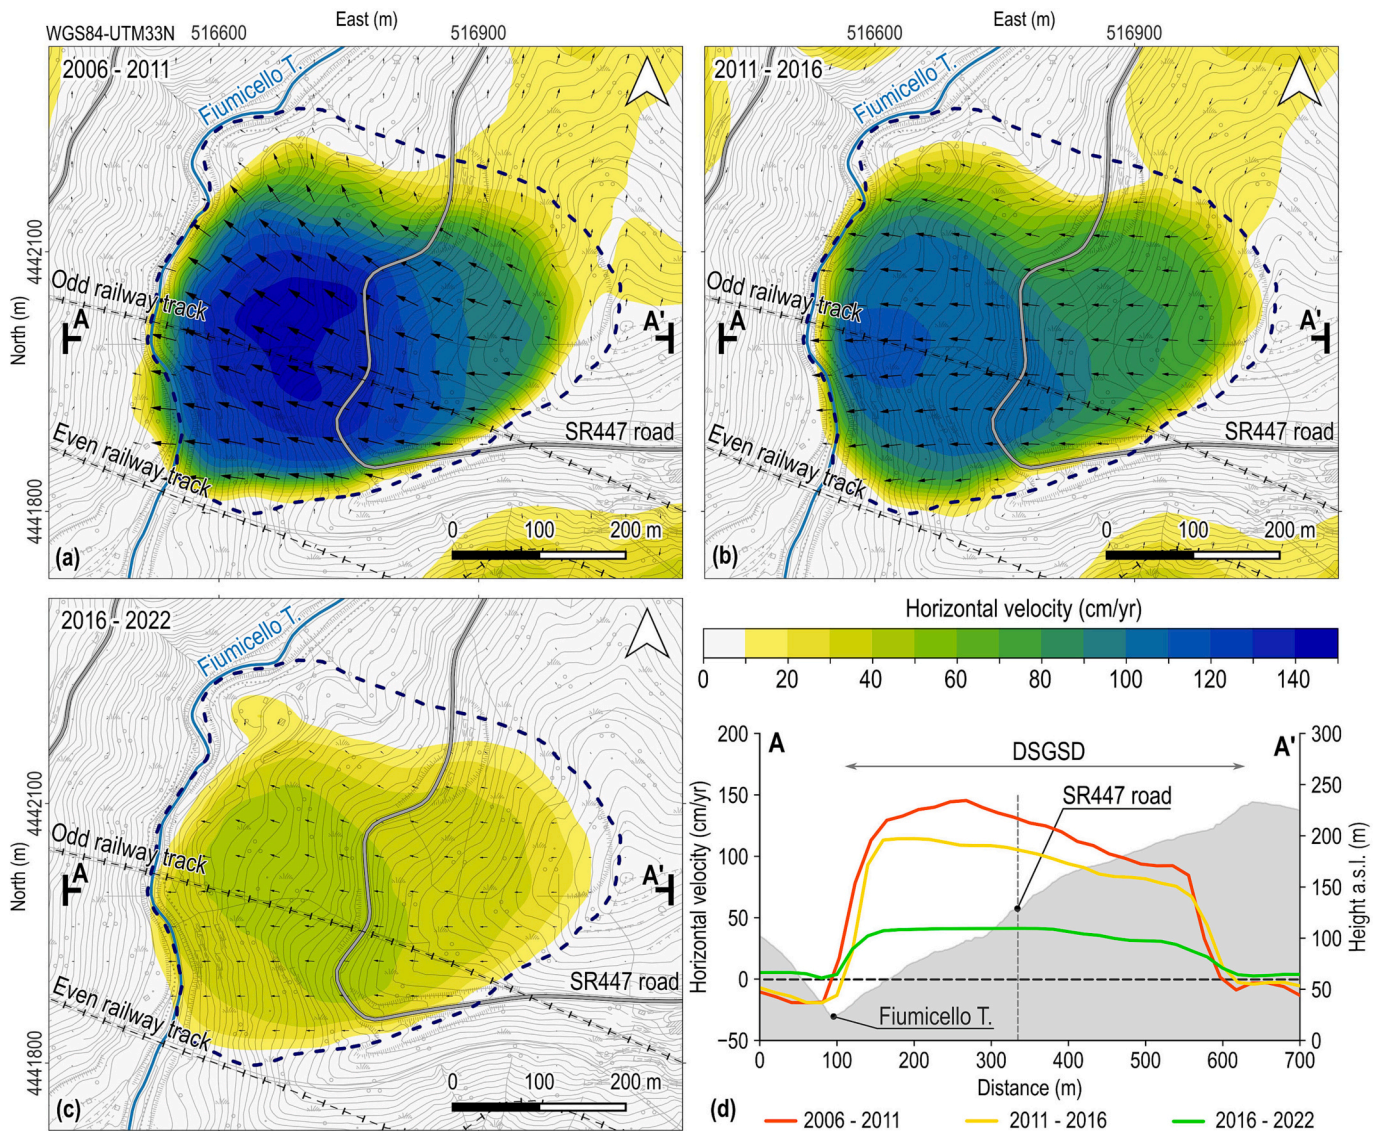 East (m)
East (m)
WGS84-UTM33N
516600
516900
516600
516900
2006 - 2011
Fiumicello T.
2011 - 2016
Fiumicello T.
4442100
Odd railway track
Odd railway track
North (m)
A
A'
A
A'
Even railway track
SR447 road
Even railway track
SR447 road
4441800
0 100 200 m
0 100 200 m
(a)
(b)
2016 - 2022
Fiumicello T.
Horizontal velocity (cm/yr)
0 20 40 60 80 100 120 140
4442100
Odd railway track
North (m)
A
A'
Even railway track
SR447 road
4441800
0 100 200 m
(c)
A
A'
DSGSD
SR447 road
Fiumicello T.
Horizontal velocity (cm/yr)
200
150
100
50
0
−50
Height a.s.l. (m)
300
250
200
150
100
50
0
0 100 200 300 400 500 600 700
Distance (m)
(d)
2006 - 2011
2011 - 2016
2016 - 2022